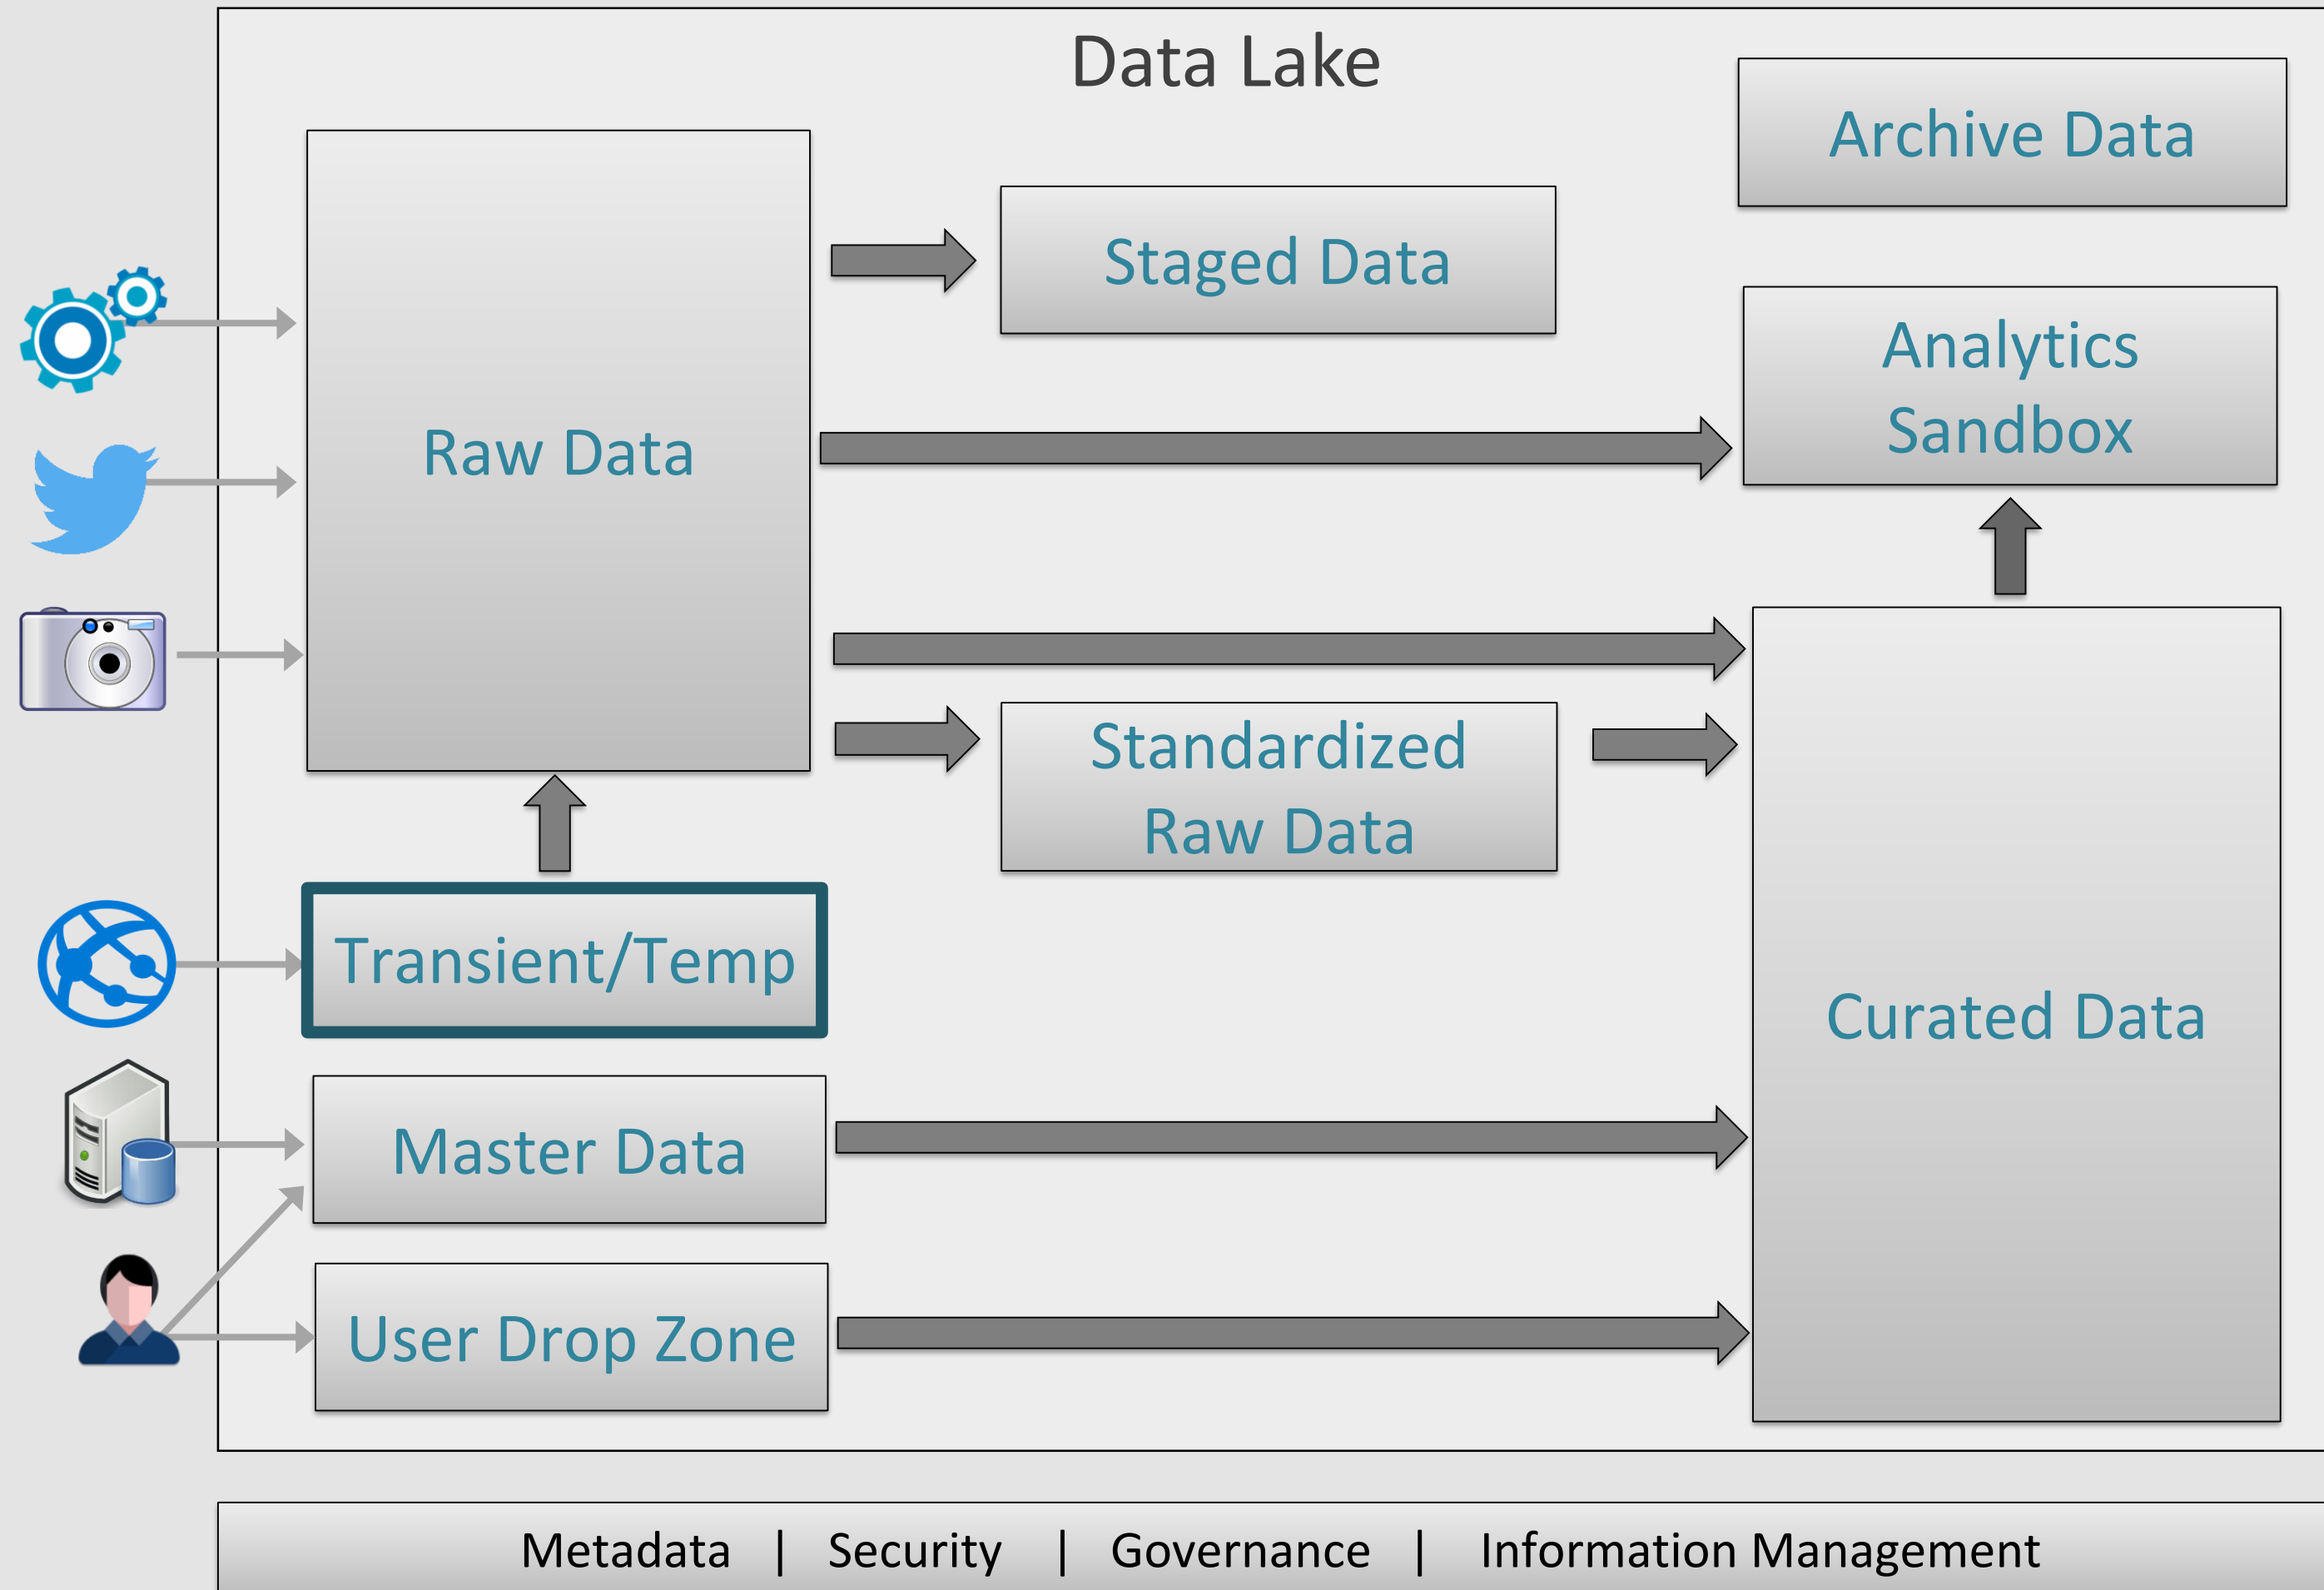 Data Lake
Archive Data
Staged Data
Analytics
Sandbox
Raw Data
Standardized
Raw Data
Transient/Temp
Curated Data
Master Data
User Drop Zone
Metadata | Security | Governance | Information Management